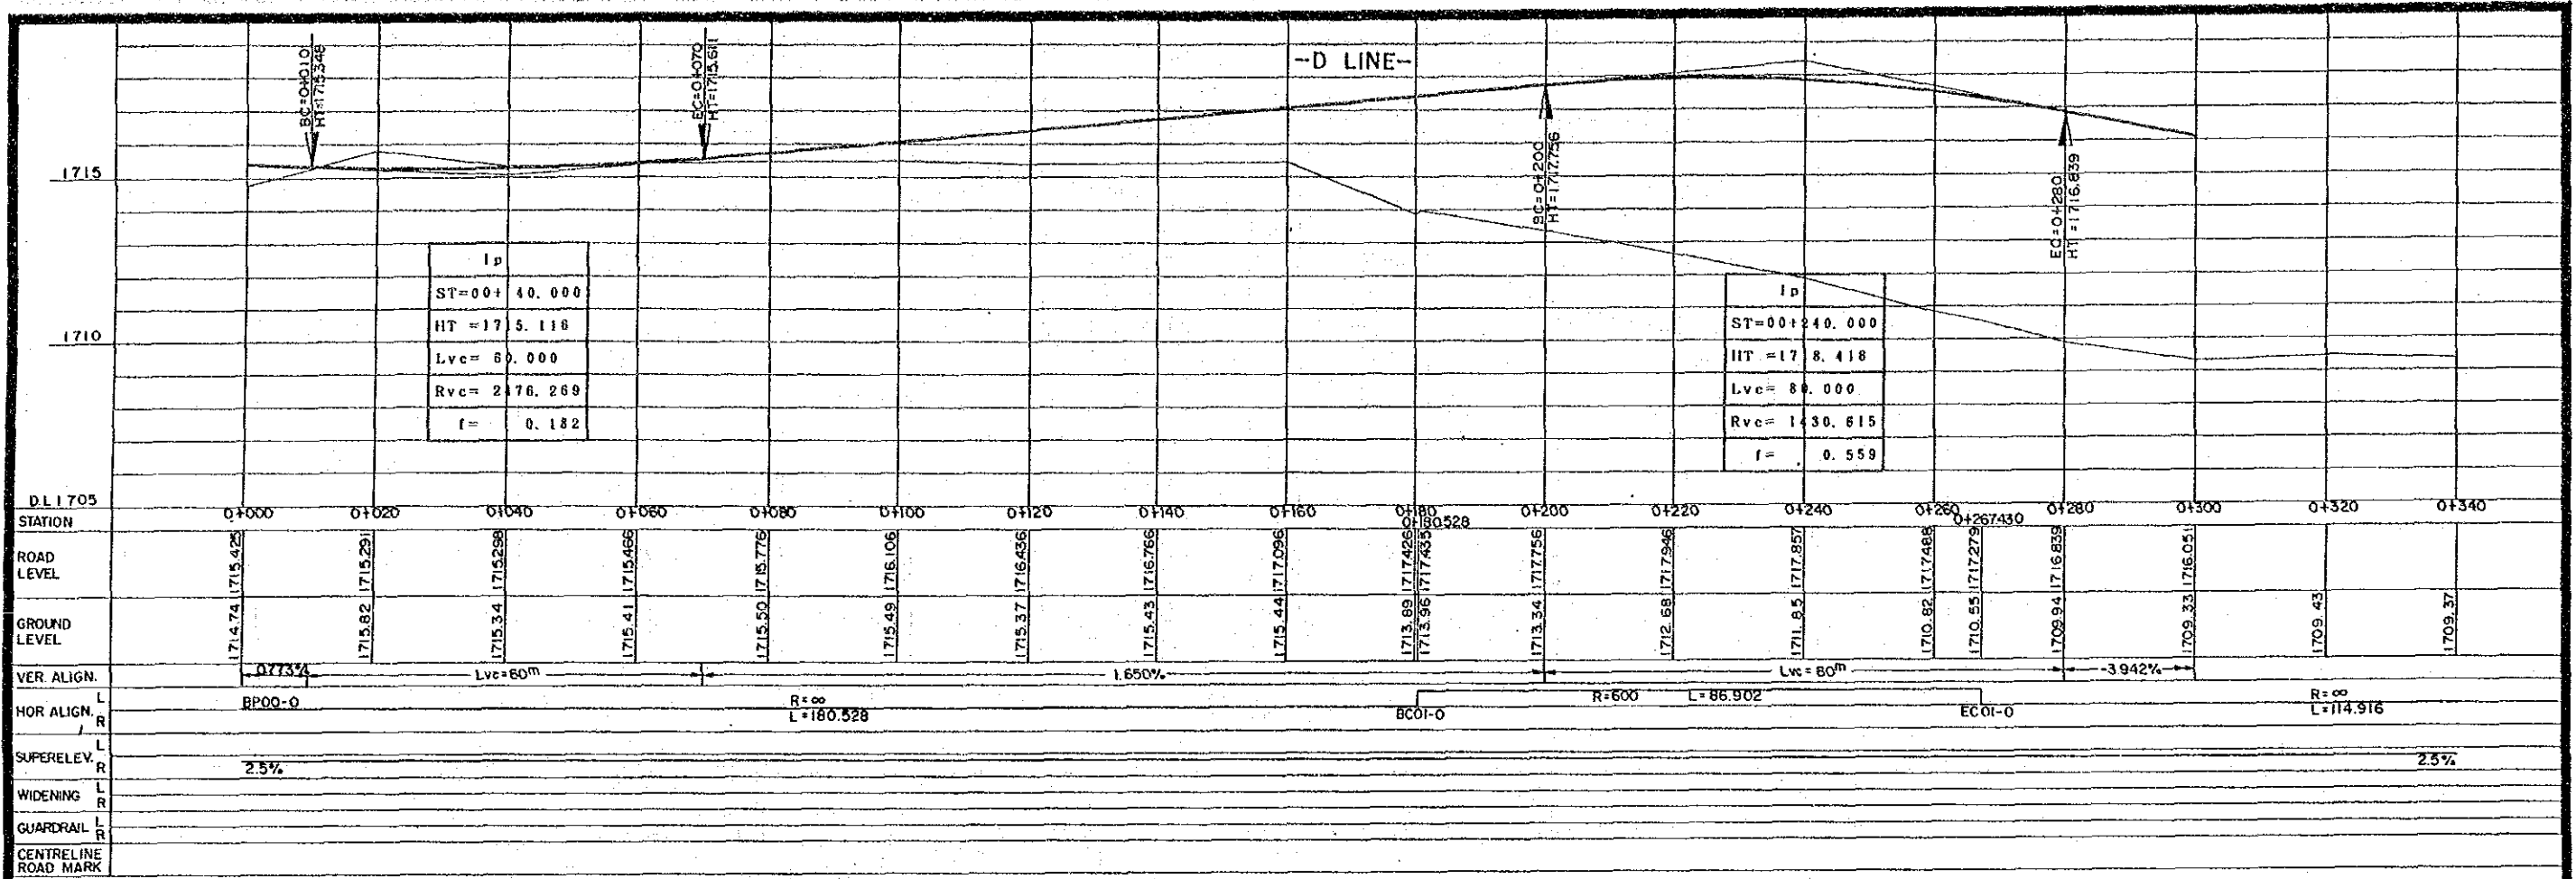 -D LINE-
BC=0+010
HT=1715.348
EC=0+070
HT=1715.611
BC=0+200
HT=1717.756
EC=0+280
HT=1716.839
1715
1710
DL1705
Ip
ST=00+ 40.000
HT =1715.116
Lvc= 60.000
Rvc= 2476.269
f= 0.182
Ip
ST=00+240.000
HT =1718.418
Lvc= 80.000
Rvc= 1430.615
f= 0.559
STATION 0+000 0+020 0+040 0+060 0+080 0+100 0+120 0+140 0+160 0+180 0+200 0+220 0+240 0+260 0+280 0+300 0+320 0+340
0+180.528 0+267.430
ROAD LEVEL
1715.425 1715.291 1715.298 1715.466 1715.776 1716.106 1716.436 1716.766 1717.096 1717.426 1717.435 1717.756 1717.946 1717.857 1717.488 1717.279 1716.839 1716.051
GROUND LEVEL
1714.74 1715.82 1715.34 1715.41 1715.50 1715.49 1715.37 1715.43 1715.44 1713.89 1713.96 1713.34 1712.68 1711.85 1710.82 1710.55 1709.94 1709.33 1709.43 1709.37
VER. ALIGN. 0.773% Lvc=60m 1.650% Lvc=80m -3.942%
HOR ALIGN. L R
BP00-0 R=∞ R=600 L=86.902 R=∞
L=180.528 BC01-0 EC01-0 L=114.916
SUPERELEV. L R
2.5% 2.5%
WIDENING L R
GUARDRAIL L R
CENTRELINE
ROAD MARK